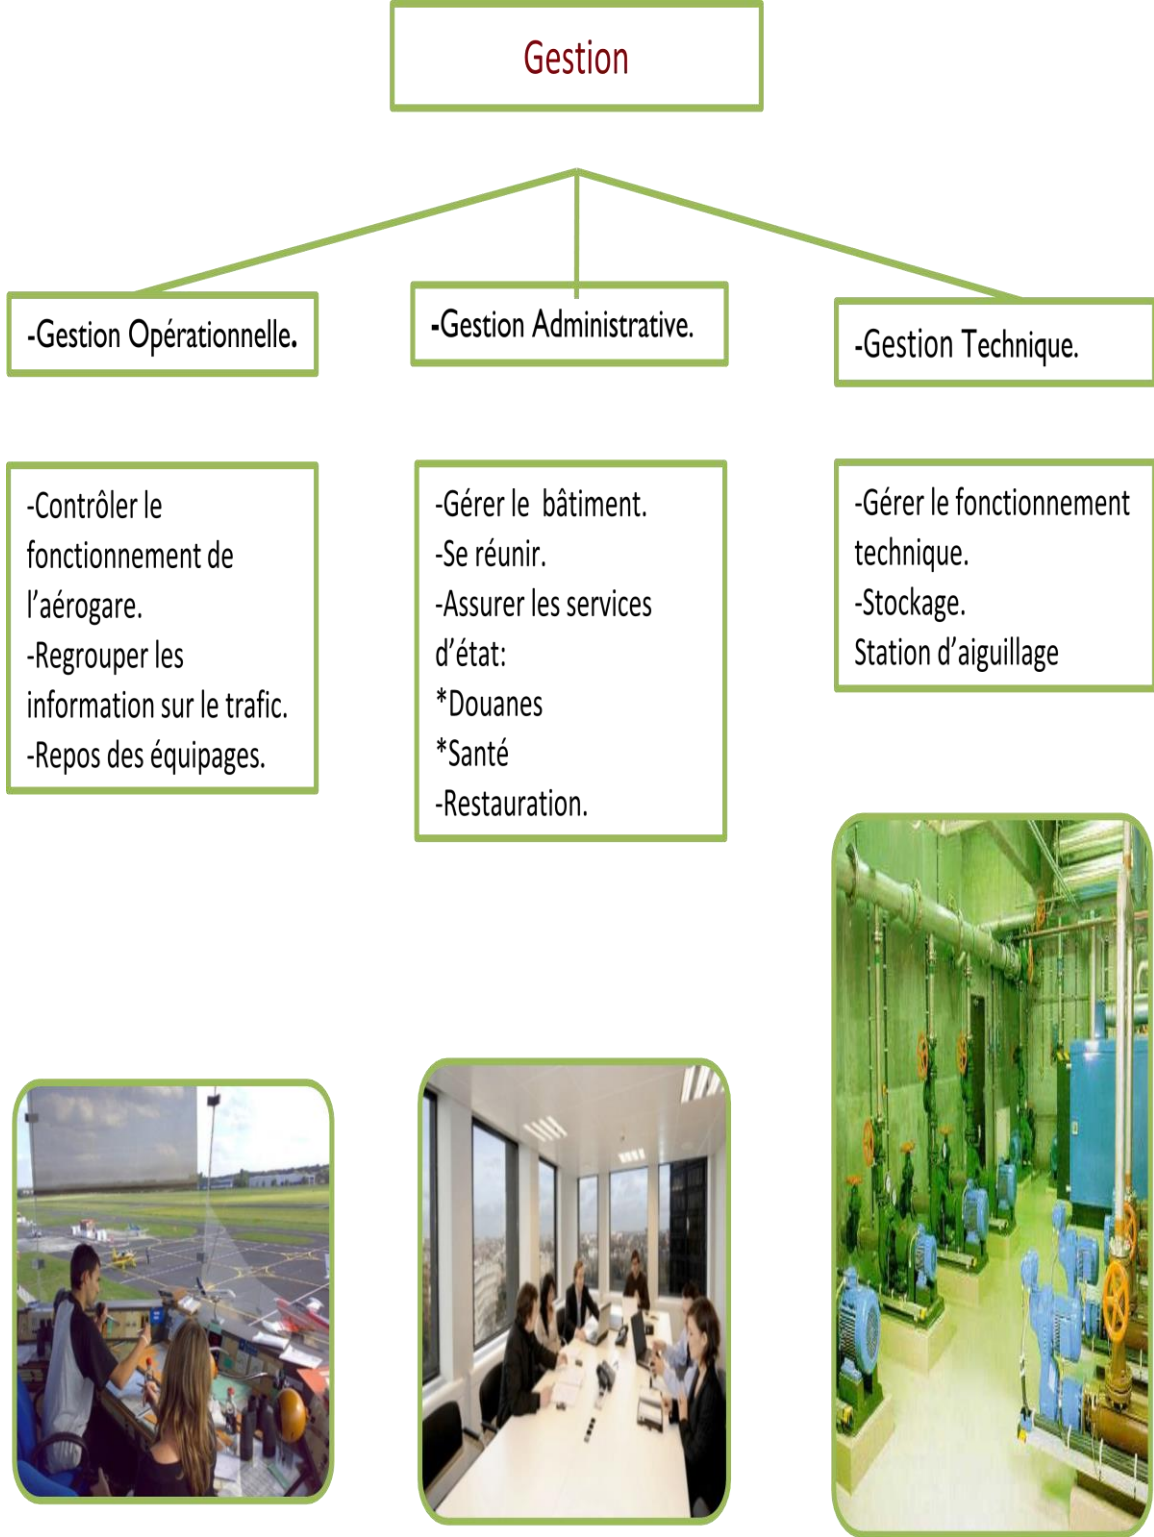 Gestion
-Gestion Opérationnelle.
-Gestion Administrative.
-Gestion Technique.
-Contrôler le
fonctionnement de
l’aérogare.
-Regrouper les
information sur le trafic.
-Repos des équipages.
-Gérer le  bâtiment.
-Se réunir.
-Assurer les services
d’état:
*Douanes
*Santé
-Restauration.
-Gérer le fonctionnement
technique.
-Stockage.
Station d’aiguillage